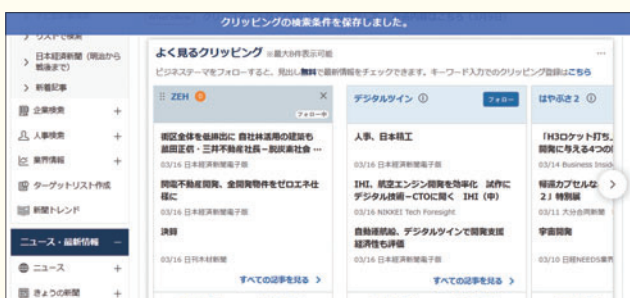 クリッピングの検索条件を保存しました。
リストで検索
日本経済新聞（明治から
戦後まで）
新着記事
企業検索
人事検索
業界情報
ターゲットリスト作成
新聞トレンド
ニュース・最新情報
ニュース
きょうの新聞
よく見るクリッピング ※最大8件表示可能
ビジネステーマをフォローすると、見出し無料で最新情報をチェックできます。キーワード入力でのクリッピング登録はこちら
ZEH
フォロー中
街区全体を低排出に 自社林活用の建築も
植田正信・三井不動産社長－脱炭素社会 …
03/16 日本経済新聞電子版
関電不動産開発、全開発物件をゼロエネ仕
様に
03/16 日本経済新聞電子版
決算
03/16 日刊木材新聞
すべての記事を見る
デジタルツイン
フォロー
人事、日本精工
03/16 日本経済新聞電子版
IHI、航空エンジン開発を効率化 試作に
デジタル技術－CTOに聞く IHI（中）
03/16 NIKKEI Tech Foresight
自動運航船、デジタルツインで開発支援
経済性も評価
03/16 日本経済新聞電子版
すべての記事を見る
はやぶさ2
「H3ロケット打ち
開発に与える4つの
03/14 Business Insid
帰還カプセルな
2」特別展
03/11 大分合同新聞
宇宙開発
03/10 日経NEEDS業界